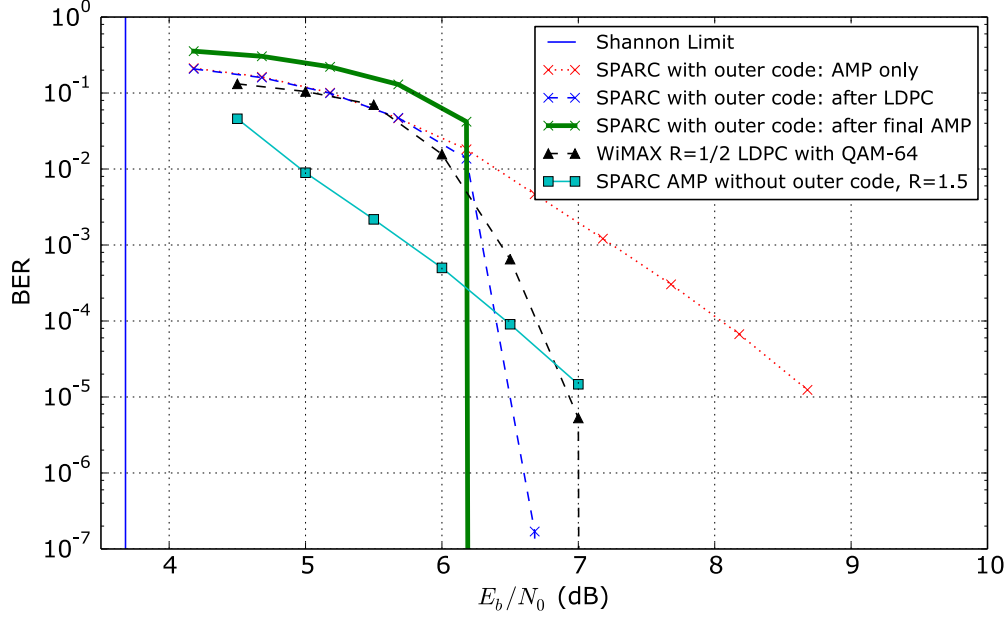 10^0
10^-1
10^-2
10^-3
10^-4
10^-5
10^-6
10^-7
BER
Shannon Limit
SPARC with outer code: AMP only
SPARC with outer code: after LDPC
SPARC with outer code: after final AMP
WiMAX R=1/2 LDPC with QAM-64
SPARC AMP without outer code, R=1.5
4 5 6 7 8 9 10
E_b/N_0 (dB)